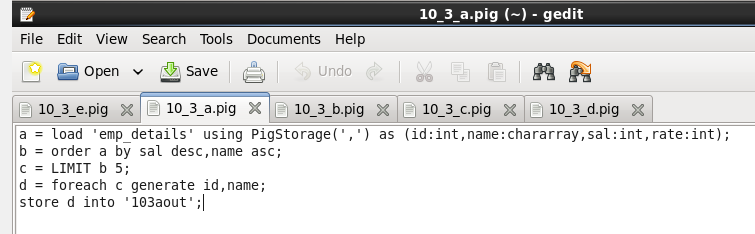 10_3_a.pig (~) - gedit
File Edit View Search Tools Documents Help
Open Save Undo
10_3_e.pig 10_3_a.pig 10_3_b.pig 10_3_c.pig 10_3_d.pig
a = load 'emp_details' using PigStorage(',') as (id:int,name:chararray,sal:int,rate:int);
b = order a by sal desc,name asc;
c = LIMIT b 5;
d = foreach c generate id,name;
store d into '103aout';